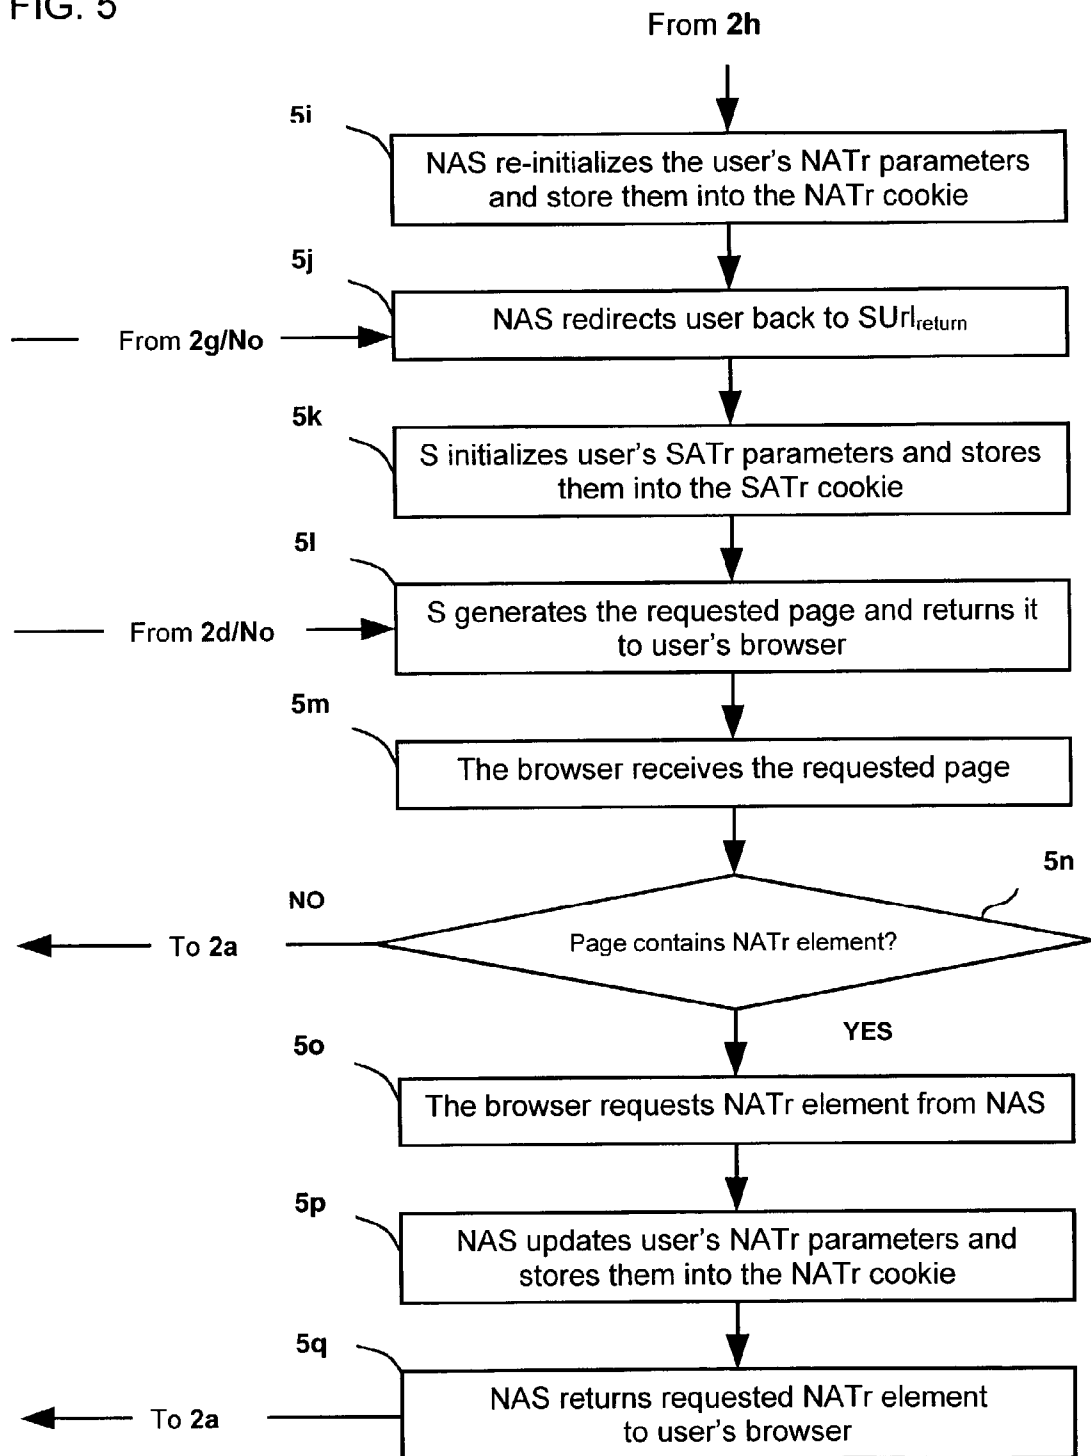 FIG. 5
From 2h
5i
NAS re-initializes the user's NATr parameters
and store them into the NATr cookie
5j
NAS redirects user back to SUrlreturn
From 2g/No
5k
S initializes user's SATr parameters and stores
them into the SATr cookie
5l
S generates the requested page and returns it
to user's browser
From 2d/No
5m
The browser receives the requested page
5n
NO
Page contains NATr element?
To 2a
YES
5o
The browser requests NATr element from NAS
5p
NAS updates user's NATr parameters and
stores them into the NATr cookie
5q
NAS returns requested NATr element
to user's browser
To 2a